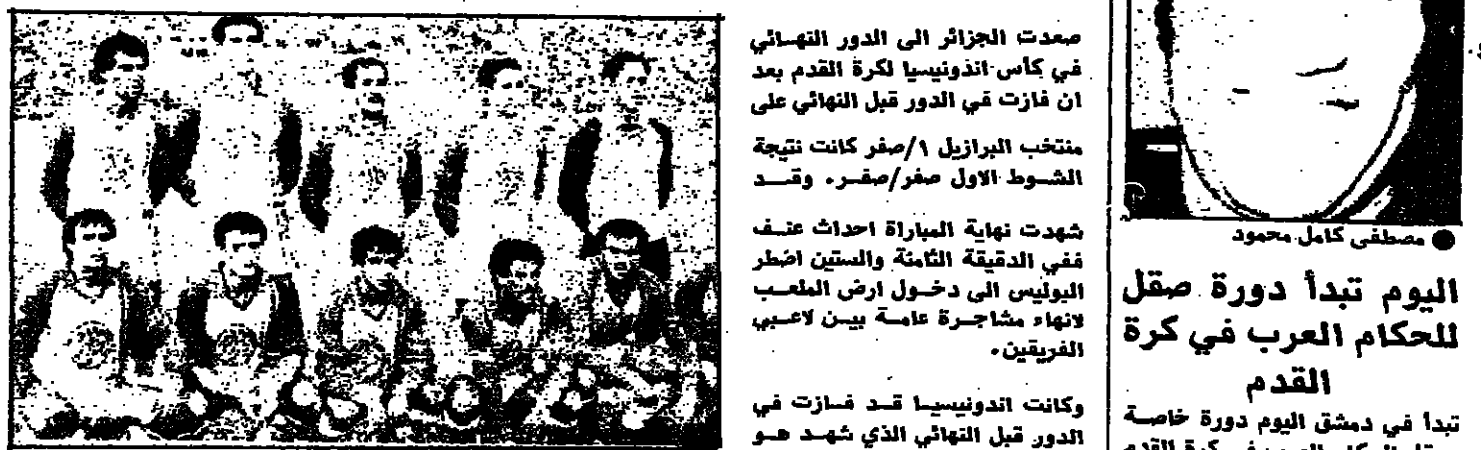 صعدت الجزائر الى الدور النهائي
في كأس اندونيسيا لكرة القدم بعد
ان فازت في الدور قبل النهائي على
منتخب البرازيل ١/صفر كانت نتيجة
الشوط الاول صفر/صفر. وقد
شهدت نهاية المباراة احداث عنف
ففي الدقيقة الثامنة والستين اضطر
البوليس الى دخول ارض الملعب
لانهاء مشاجرة عامة بين لاعبي
الفريقين.
وكانت اندونيسيا قد فازت في
الدور قبل النهائي الذي شهد هو
مصطفى كامل محمود
اليوم تبدأ دورة صقل
للحكام العرب في كرة
القدم
تبدأ في دمشق اليوم دورة خاصة